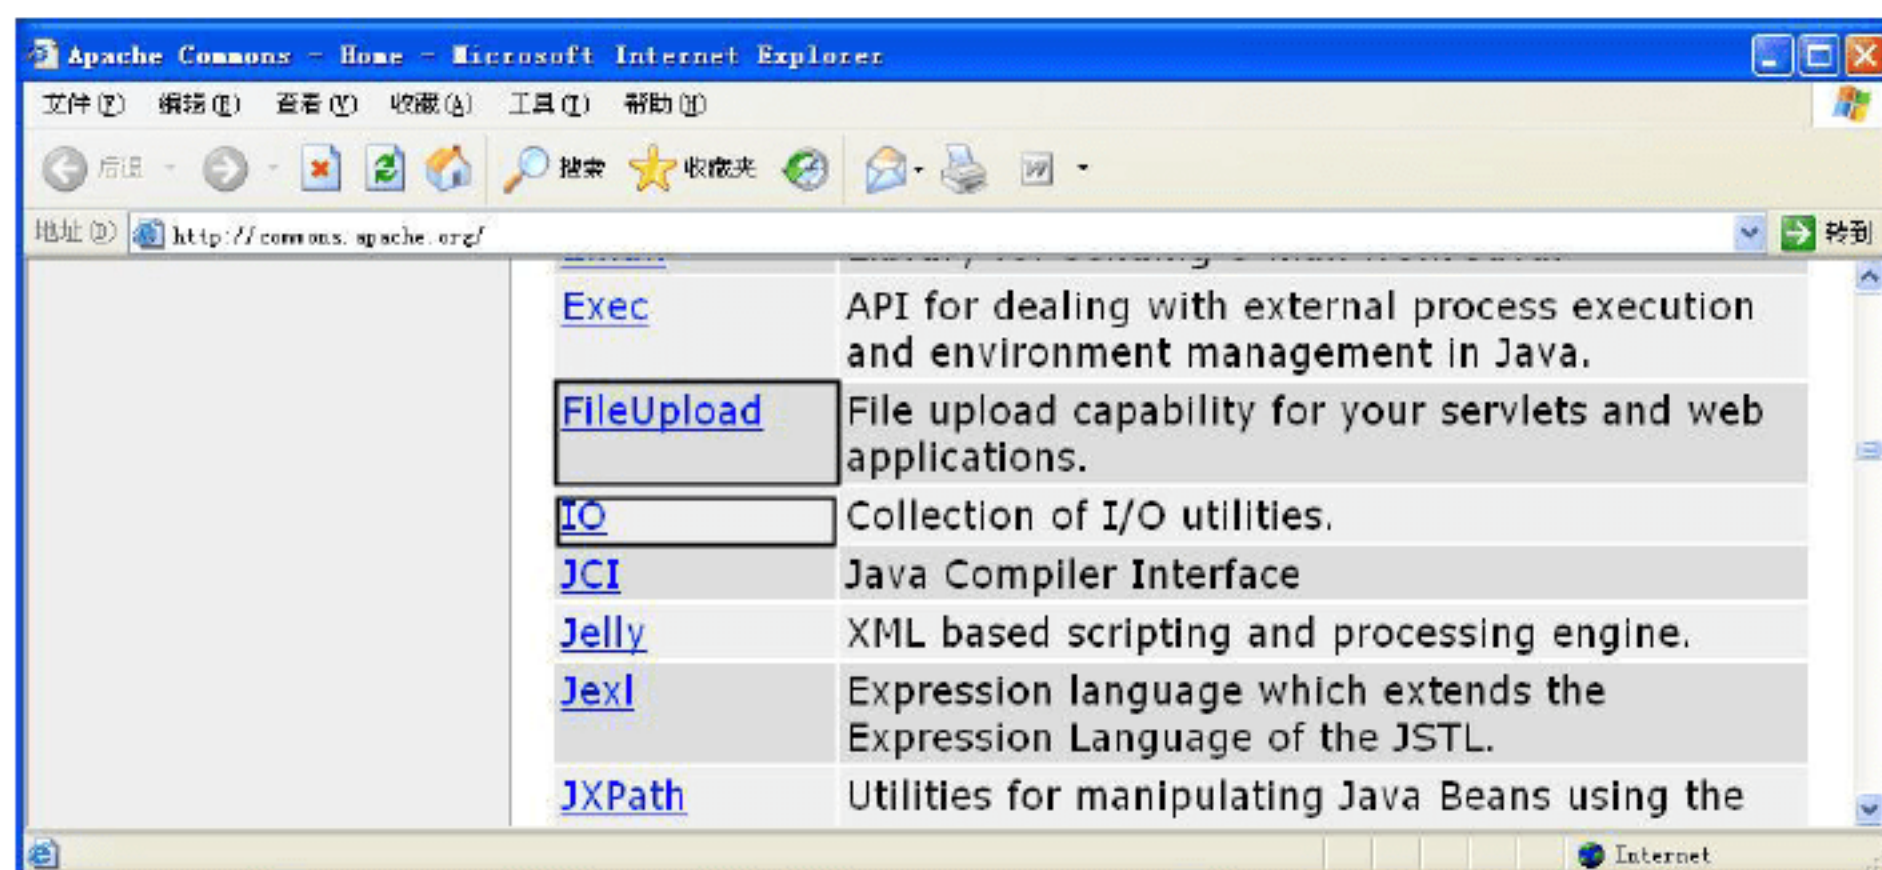 Apache Commons - Home - Microsoft Internet Explorer
文件(F) 编辑(E) 查看(V) 收藏(A) 工具(T) 帮助(H)
后退 搜索 收藏夹
地址(D) http://commons.apache.org/ 转到
Exec API for dealing with external process execution
and environment management in Java.
FileUpload File upload capability for your servlets and web
applications.
IO Collection of I/O utilities.
JCI Java Compiler Interface
Jelly XML based scripting and processing engine.
Jexl Expression language which extends the
Expression Language of the JSTL.
JXPath Utilities for manipulating Java Beans using the
Internet